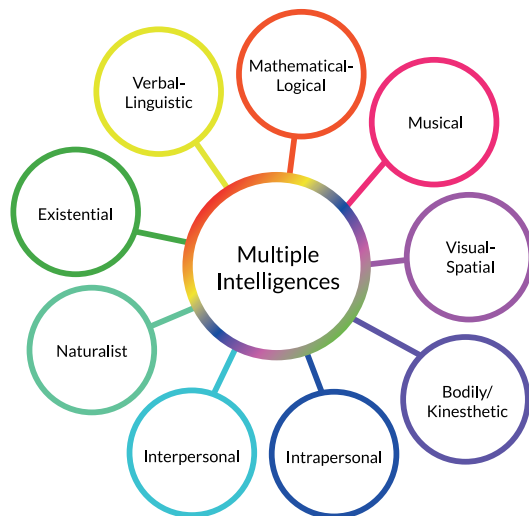 Mathematical-
Logical
Musical
Visual-
Spatial
Bodily/
Kinesthetic
Intrapersonal
Interpersonal
Naturalist
Existential
Verbal-
Linguistic
Multiple
Intelligences